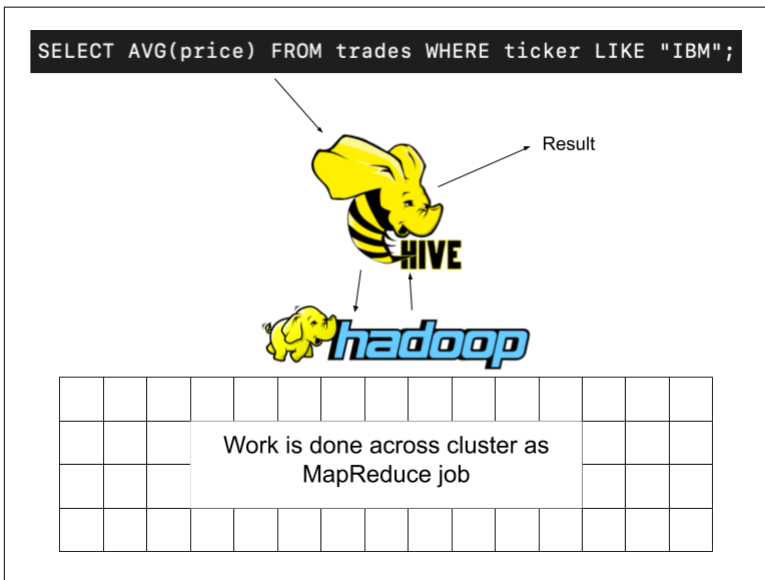 SELECT AVG(price) FROM trades WHERE ticker LIKE "IBM";
Result
HIVE
hadoop
Work is done across cluster as
MapReduce job